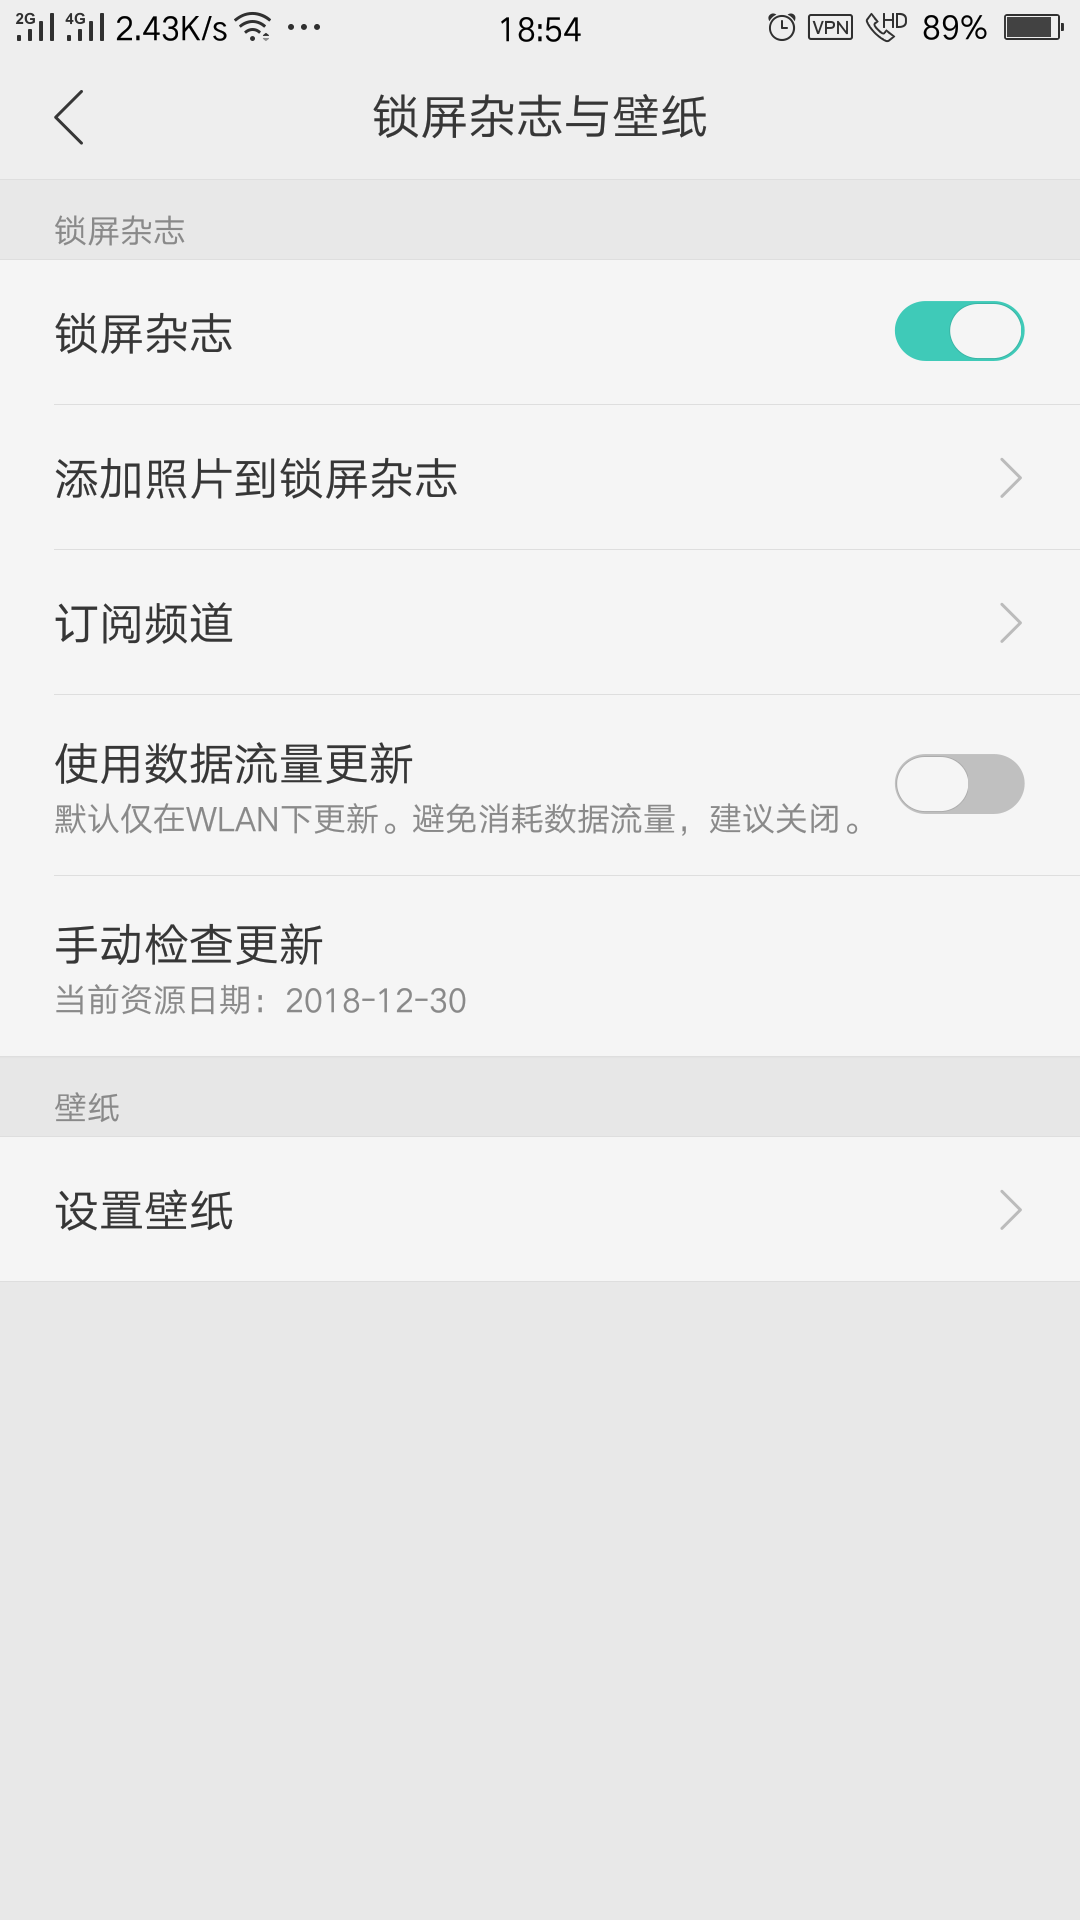 2G 4G 2.43K/s 18:54 VPN HD 89%
锁屏杂志与壁纸
锁屏杂志
锁屏杂志
添加照片到锁屏杂志
订阅频道
使用数据流量更新
默认仅在WLAN下更新。避免消耗数据流量，建议关闭。
手动检查更新
当前资源日期：2018-12-30
壁纸
设置壁纸